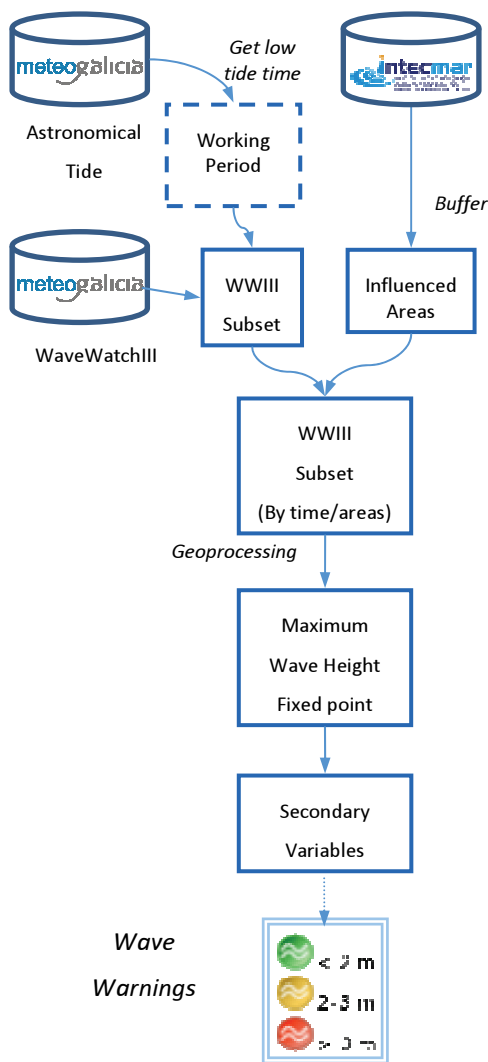 meteogalicia
Get low
tide time
intecmar
Astronomical
Tide
Working
Period
Buffer
meteogalicia
WWIII
Subset
Influenced
Areas
WaveWatchIII
WWIII
Subset
(By time/areas)
Geoprocessing
Maximum
Wave Height
Fixed point
Secondary
Variables
Wave
Warnings
< m
2-3 m
>